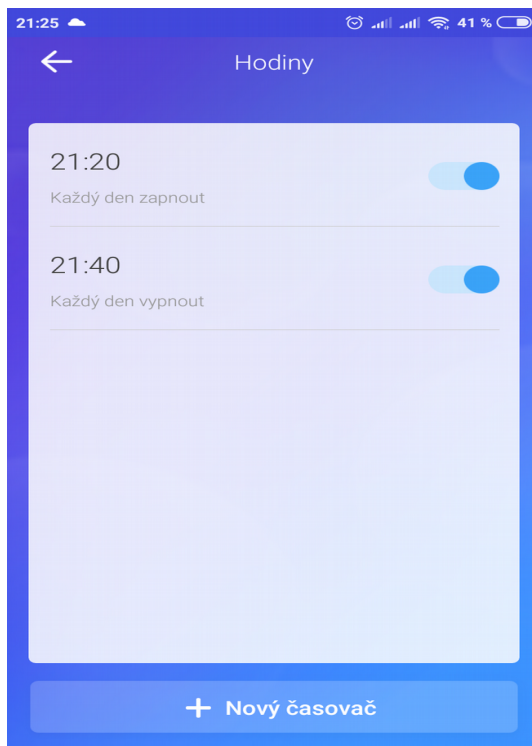 21:25 41 %
Hodiny
21:20
Každý den zapnout
21:40
Každý den vypnout
+ Nový časovač